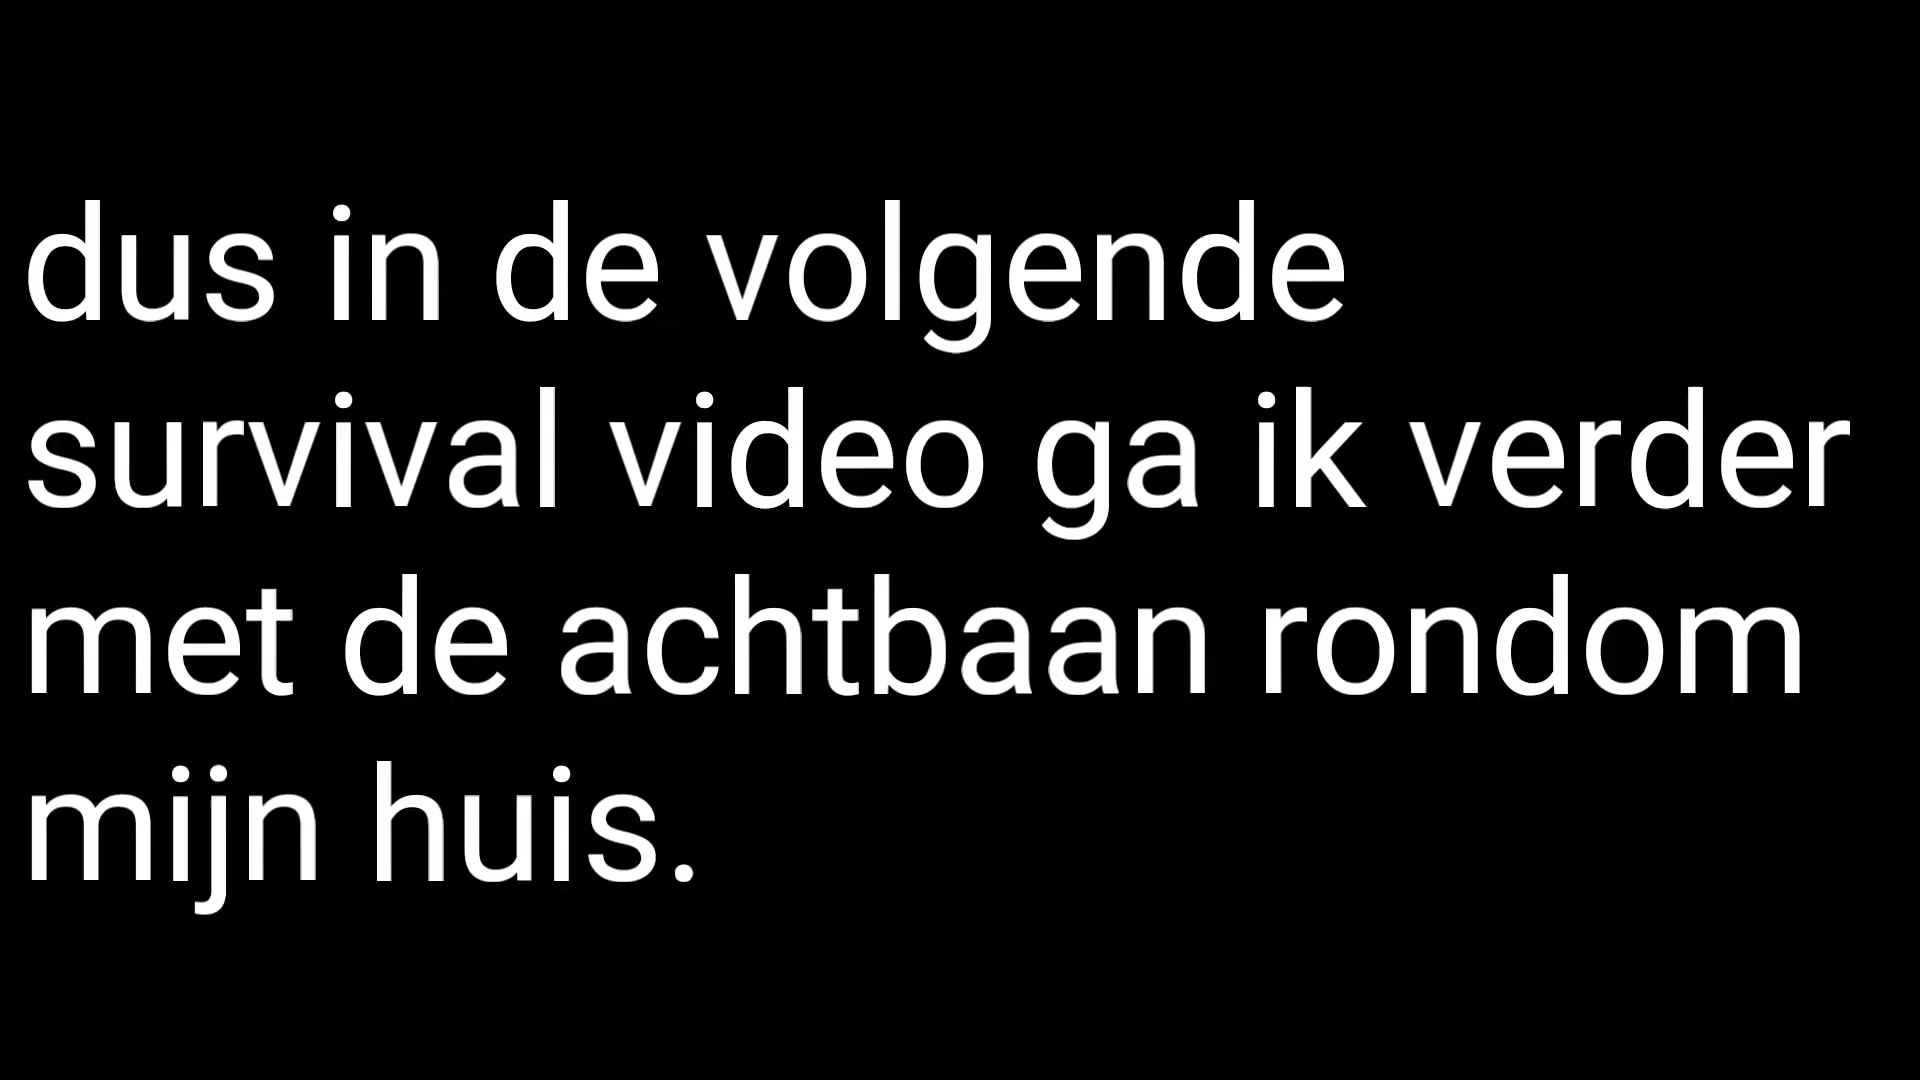 dus in de volgende
survival video ga ik verder
met de achtbaan rondom
mijn huis.